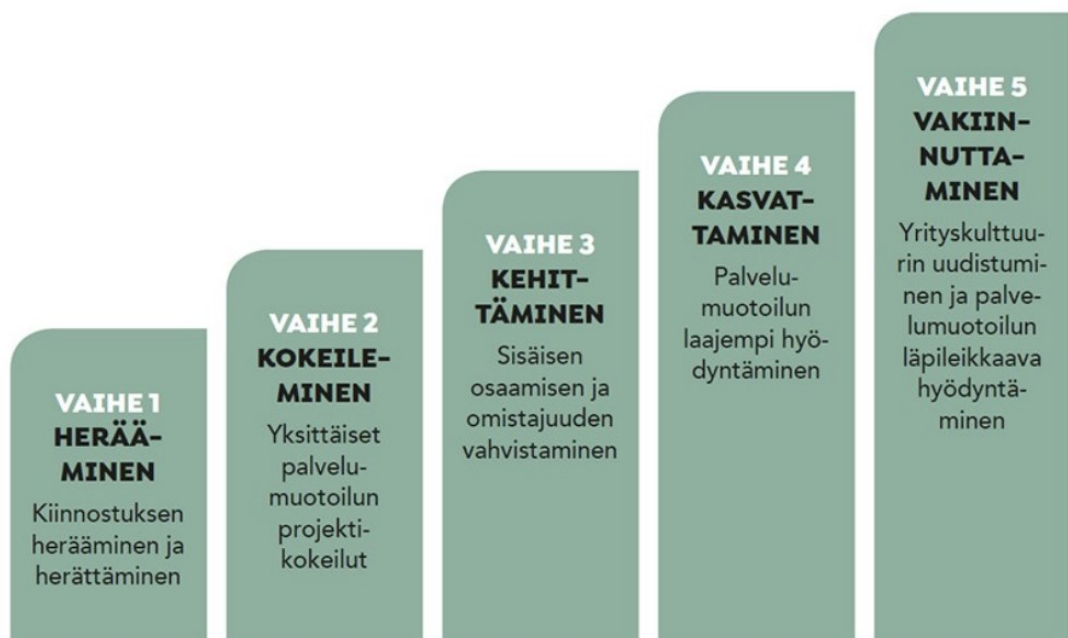 VAIHE 1
HERÄÄ-
MINEN
Kiinnostuksen
herääminen ja
herättäminen
VAIHE 2
KOKEILE-
MINEN
Yksittäiset
palvelu-
muotoilun
projekti-
kokeilut
VAIHE 3
KEHIT-
TÄMINEN
Sisäisen
osaamisen ja
omistajuuden
vahvistaminen
VAIHE 4
KASVAT-
TAMINEN
Palvelu-
muotoilun
laajempi hyö-
dyntäminen
VAIHE 5
VAKIIN-
NUTTA-
MINEN
Yrityskulttuu-
rin uudistumi-
nen ja palve-
lumuotoilun
läpileikkaava
hyödyntä-
minen